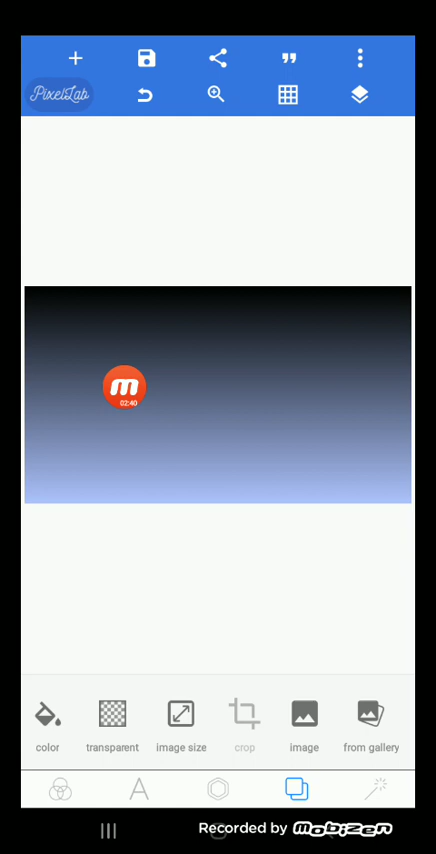 PixelLab
m
02:40
color
transparent
image size
crop
image
from gallery
A
Recorded by mobizen